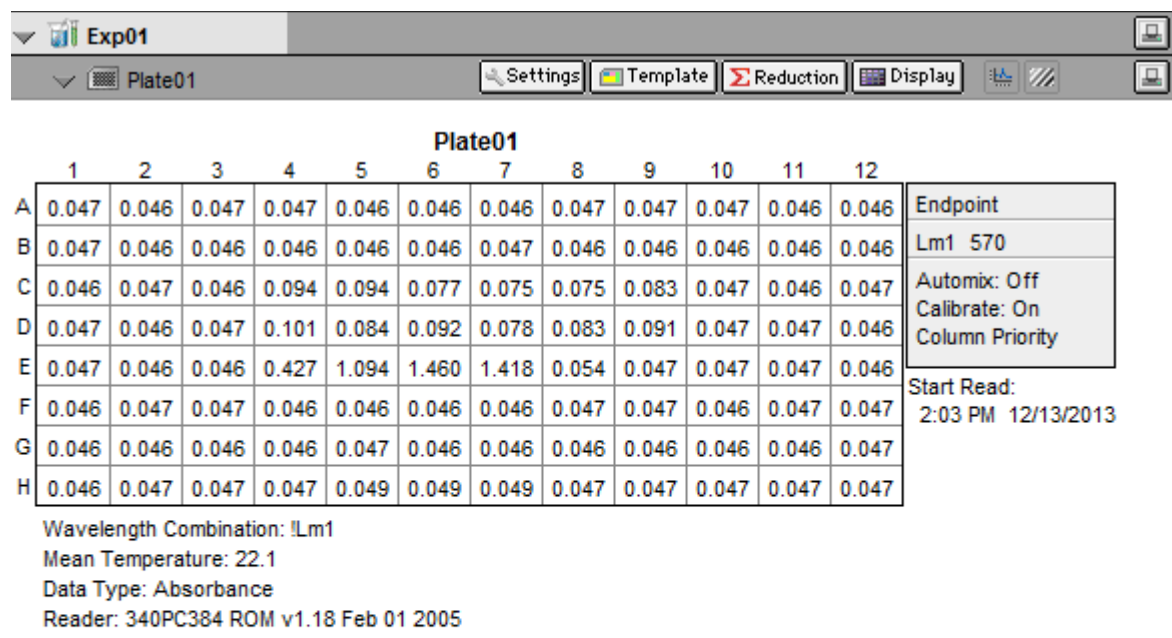 Exp01
Plate01 Settings Template Reduction Display
Plate01
1 2 3 4 5 6 7 8 9 10 11 12
A 0.047 0.046 0.047 0.047 0.046 0.046 0.046 0.047 0.047 0.047 0.046 0.046 Endpoint
B 0.047 0.046 0.046 0.046 0.046 0.046 0.047 0.046 0.046 0.046 0.046 0.046 Lm1 570
C 0.046 0.047 0.046 0.094 0.094 0.077 0.075 0.075 0.083 0.047 0.046 0.047 Automix: Off
Calibrate: On
D 0.047 0.046 0.047 0.101 0.084 0.092 0.078 0.083 0.091 0.047 0.047 0.046 Column Priority
E 0.047 0.046 0.046 0.427 1.094 1.460 1.418 0.054 0.047 0.047 0.047 0.046
Start Read:
F 0.046 0.047 0.047 0.046 0.046 0.046 0.046 0.047 0.047 0.046 0.047 0.047 2:03 PM 12/13/2013
G 0.046 0.046 0.046 0.046 0.047 0.046 0.046 0.046 0.046 0.046 0.046 0.047
H 0.046 0.047 0.047 0.047 0.049 0.049 0.049 0.047 0.047 0.047 0.047 0.047
Wavelength Combination: !Lm1
Mean Temperature: 22.1
Data Type: Absorbance
Reader: 340PC384 ROM v1.18 Feb 01 2005